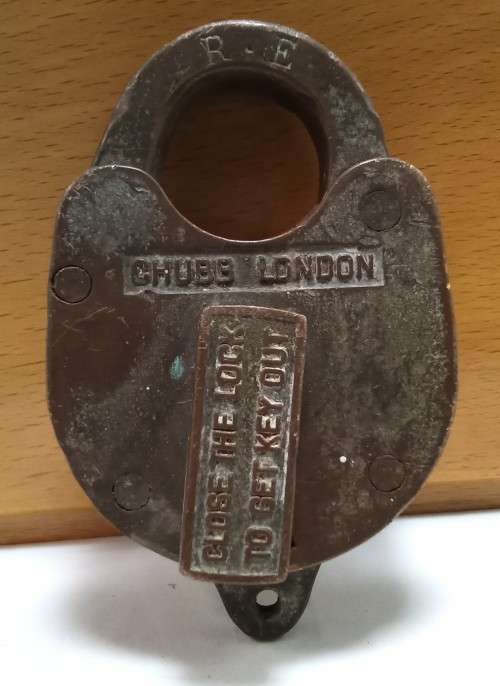 R · E
CHUBB LONDON
CLOSE THE LOCK
TO GET KEY OUT